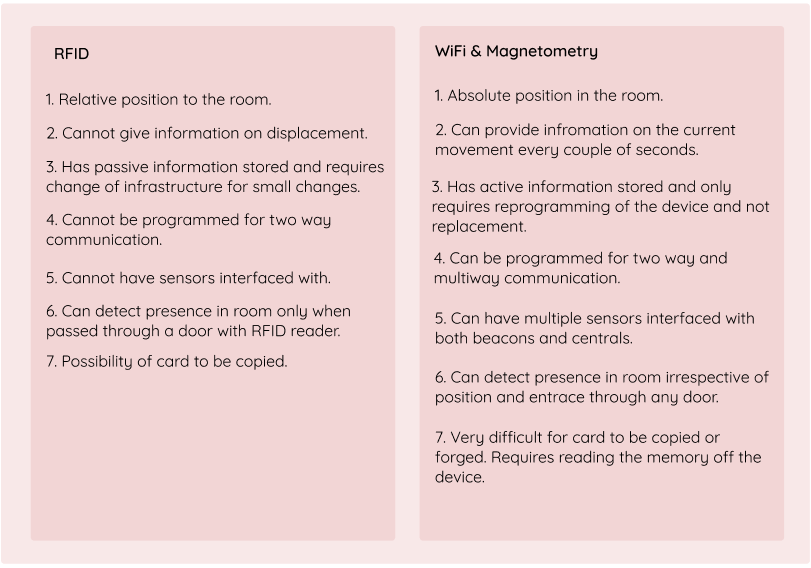 RFID
1. Relative position to the room.
2. Cannot give information on displacement.
3. Has passive information stored and requires
change of infrastructure for small changes.
4. Cannot be programmed for two way
communication.
5. Cannot have sensors interfaced with.
6. Can detect presence in room only when
passed through a door with RFID reader.
7. Possibility of card to be copied.
WiFi & Magnetometry
1. Absolute position in the room.
2. Can provide infromation on the current
movement every couple of seconds.
3. Has active information stored and only
requires reprogramming of the device and not
replacement.
4. Can be programmed for two way and
multiway communication.
5. Can have multiple sensors interfaced with
both beacons and centrals.
6. Can detect presence in room irrespective of
position and entrace through any door.
7. Very difficult for card to be copied or
forged. Requires reading the memory off the
device.